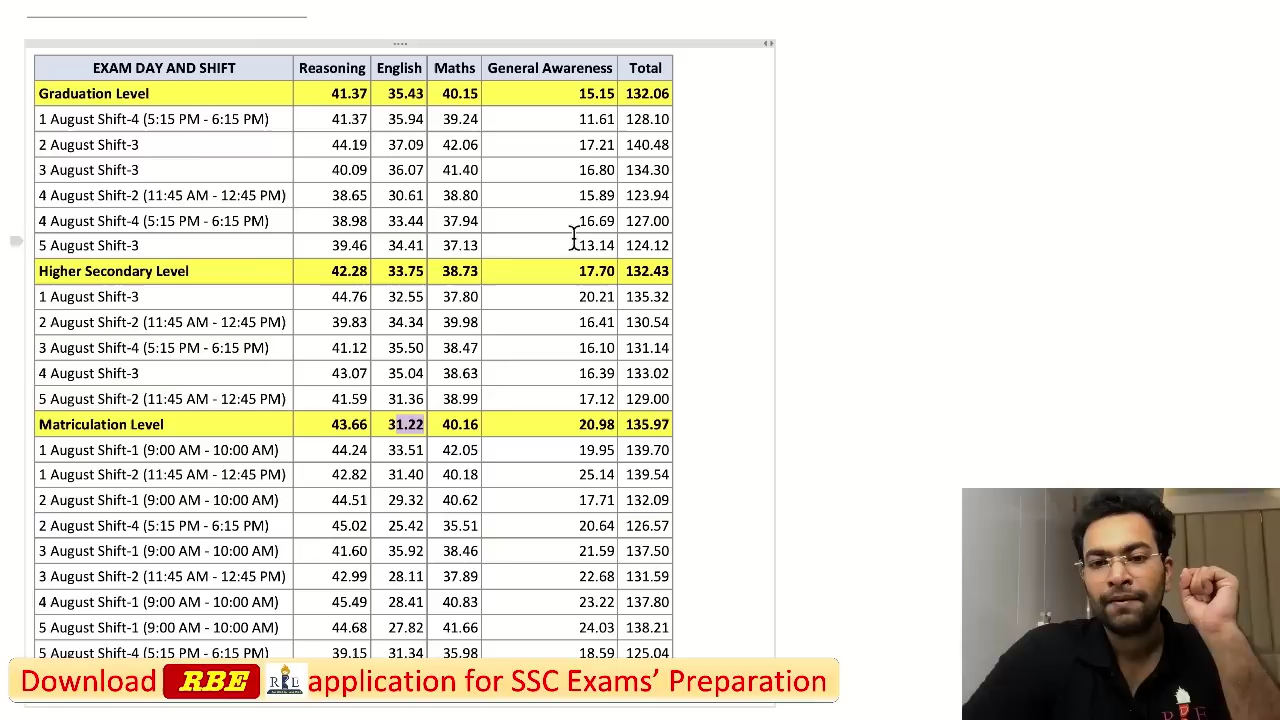 EXAM DAY AND SHIFT Reasoning English Maths General Awareness Total
Graduation Level 41.37 35.43 40.15 15.15 132.06
1 August Shift-4 (5:15 PM - 6:15 PM) 41.37 35.94 39.24 11.61 128.10
2 August Shift-3 44.19 37.09 42.06 17.21 140.48
3 August Shift-3 40.09 36.07 41.40 16.80 134.30
4 August Shift-2 (11:45 AM - 12:45 PM) 38.65 30.61 38.80 15.89 123.94
4 August Shift-4 (5:15 PM - 6:15 PM) 38.98 33.44 37.94 16.69 127.00
5 August Shift-3 39.46 34.41 37.13 13.14 124.12
Higher Secondary Level 42.28 33.75 38.73 17.70 132.43
1 August Shift-3 44.76 32.55 37.80 20.21 135.32
2 August Shift-2 (11:45 AM - 12:45 PM) 39.83 34.34 39.98 16.41 130.54
3 August Shift-4 (5:15 PM - 6:15 PM) 41.12 35.50 38.47 16.10 131.14
4 August Shift-3 43.07 35.04 38.63 16.39 133.02
5 August Shift-2 (11:45 AM - 12:45 PM) 41.59 31.36 38.99 17.12 129.00
Matriculation Level 43.66 31.22 40.16 20.98 135.97
1 August Shift-1 (9:00 AM - 10:00 AM) 44.24 33.51 42.05 19.95 139.70
1 August Shift-2 (11:45 AM - 12:45 PM) 42.82 31.40 40.18 25.14 139.54
2 August Shift-1 (9:00 AM - 10:00 AM) 44.51 29.32 40.62 17.71 132.09
2 August Shift-4 (5:15 PM - 6:15 PM) 45.02 25.42 35.51 20.64 126.57
3 August Shift-1 (9:00 AM - 10:00 AM) 41.60 35.92 38.46 21.59 137.50
3 August Shift-2 (11:45 AM - 12:45 PM) 42.99 28.11 37.89 22.68 131.59
4 August Shift-1 (9:00 AM - 10:00 AM) 45.49 28.41 40.83 23.22 137.80
5 August Shift-1 (9:00 AM - 10:00 AM) 44.68 27.82 41.66 24.03 138.21
5 August Shift-4 (5:15 PM - 6:15 PM) 39.15 31.34 35.98 18.59 125.04
Download RBE RBE application for SSC Exams' Preparation
RBE